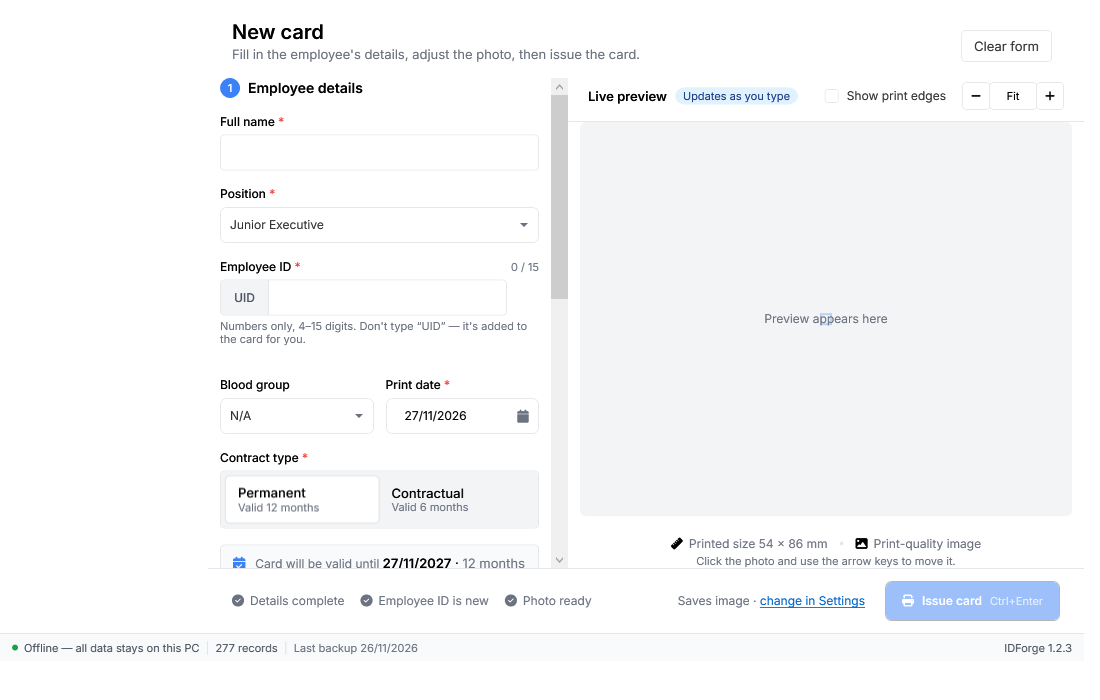 New card
Fill in the employee's details, adjust the photo, then issue the card.
Clear form
1 Employee details
Full name *
Position *
Junior Executive
Employee ID * 0 / 15
UID
Numbers only, 4–15 digits. Don't type “UID” — it's added to
the card for you.
Blood group Print date *
N/A 27/11/2026
Contract type *
Permanent Contractual
Valid 12 months Valid 6 months
Card will be valid until 27/11/2027 · 12 months
Live preview Updates as you type Show print edges − Fit +
Preview appears here
Printed size 54 × 86 mm • Print-quality image
Click the photo and use the arrow keys to move it.
Details complete Employee ID is new Photo ready Saves image · change in Settings Issue card Ctrl+Enter
Offline — all data stays on this PC 277 records Last backup 26/11/2026 IDForge 1.2.3